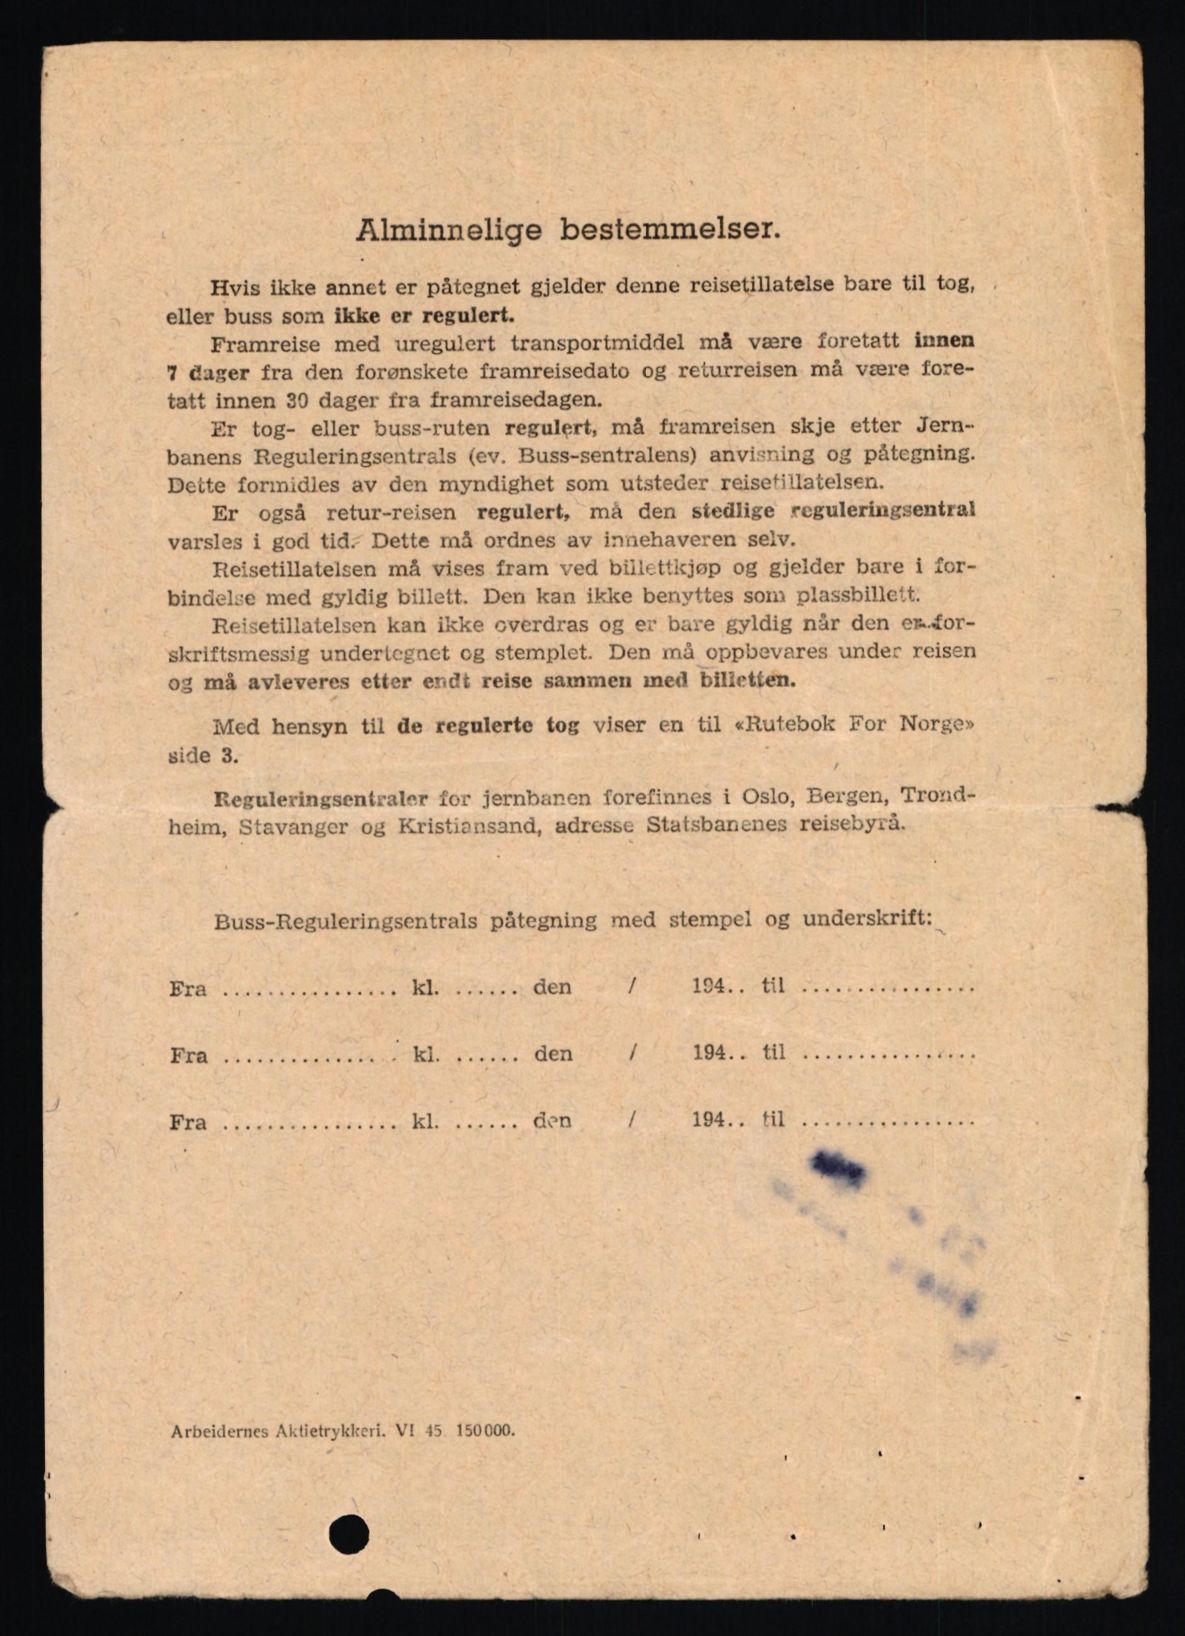 Alminnelige bestemmelser.
Hvis ikke annet er påtegnet gjelder denne reisetillatelse bare til tog,
eller buss som ikke er regulert.
Framreise med uregulert transportmiddel må være foretatt innen
7 dager fra den forønskete framreisedato og returreisen må være fore-
tatt innen 30 dager fra framreisedagen.
Er tog- eller buss-ruten regulert, må framreisen skje etter Jern-
banens Reguleringsentrals (ev. Buss-sentralens) anvisning og påtegning.
Dette formidles av den myndighet som utsteder reisetillatelsen.
Er også retur-reisen regulert, må den stedlige reguleringsentral
varsles i god tid. Dette må ordnes av innehaveren selv.
Reisetillatelsen må vises fram ved billettkjøp og gjelder bare i for-
bindelse med gyldig billett. Den kan ikke benyttes som plassbillett.
Reisetillatelsen kan ikke overdras og er bare gyldig når den er for-
skriftsmessig undertegnet og stemplet. Den må oppbevares under reisen
og må avleveres etter endt reise sammen med billetten.
Med hensyn til de regulerte tog viser en til «Rutebok For Norge»
side 3.
Reguleringsentraler for jernbanen forefinnes i Oslo, Bergen, Trond-
heim, Stavanger og Kristiansand, adresse Statsbanenes reisebyrå.
Buss-Reguleringsentrals påtegning med stempel og underskrift:
Fra ................ kl. ...... den / 194.. til ................
Fra ................ kl. ...... den / 194.. til ................
Fra ................ kl. ...... den / 194.. til ................
Arbeidernes Aktietrykkeri. VI 45. 150000.